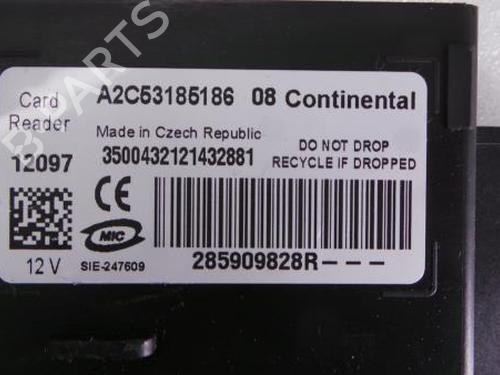 B-PARTS
Card Reader
A2C53185186 08 Continental
12097
Made in Czech Republic
3500432121432881
DO NOT DROP
RECYCLE IF DROPPED
CE
MIC
12 V
SIE-247609
285909828R---